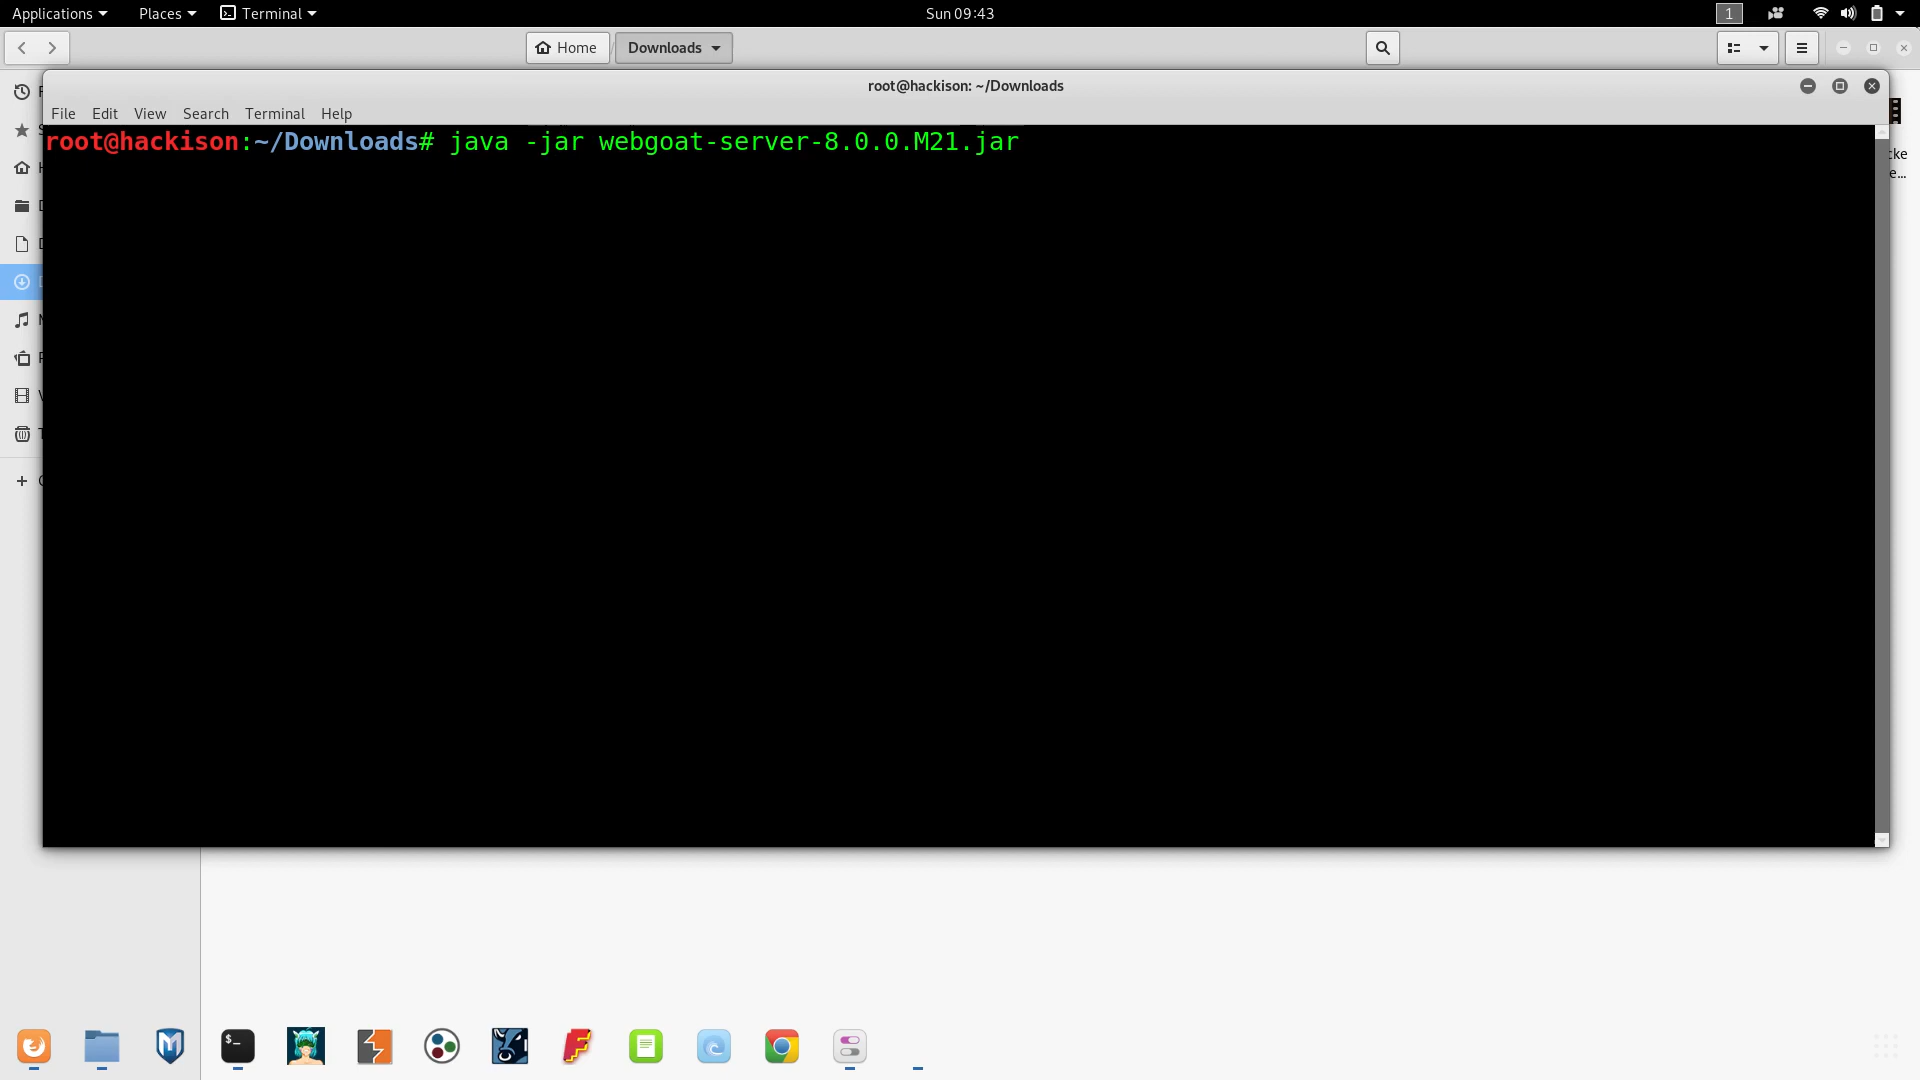 Applications Places Terminal Sun 09:43 1
Home Downloads
root@hackison: ~/Downloads
File Edit View Search Terminal Help
root@hackison:~/Downloads# java -jar webgoat-server-8.0.0.M21.jar